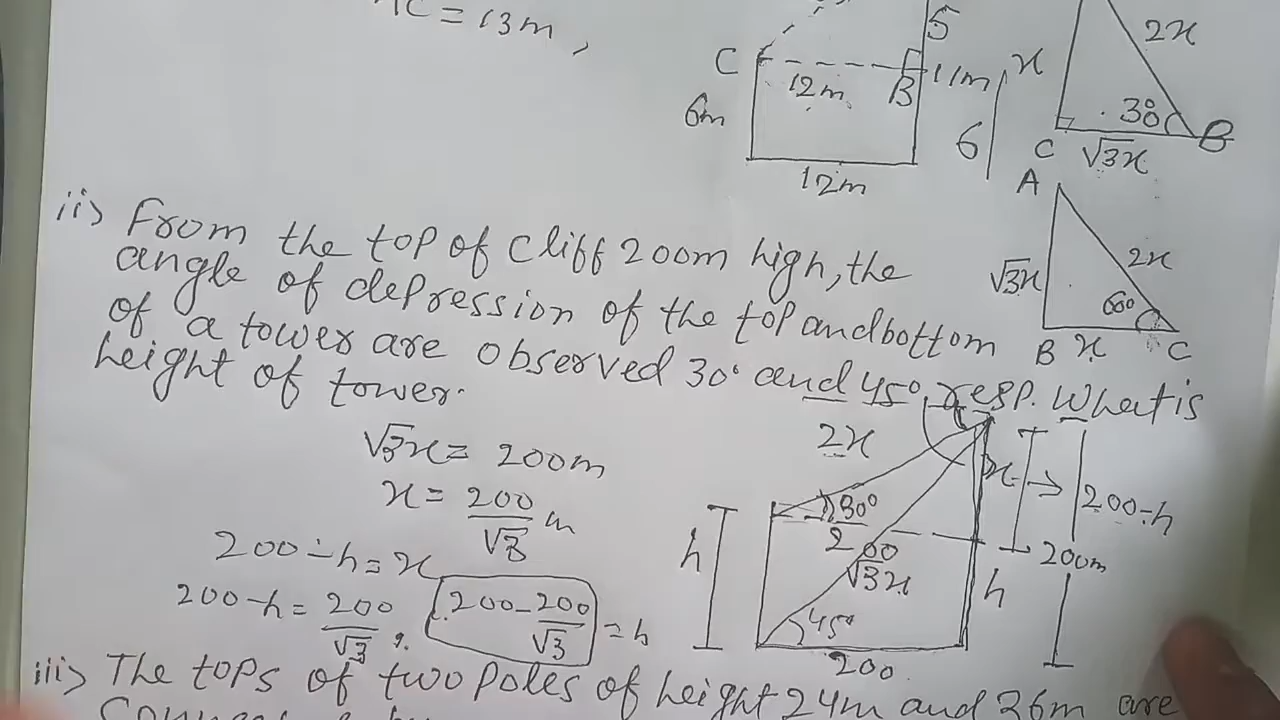 AC = 13m,
5
2x
C
12m
B
11m
x
30°
B
6m
6
C
√3x
12m
A
ii) From the top of cliff 200m high, the
angle of depression of the top and bottom
of a tower are observed 30° and 45°, resp. What is
height of tower.
√3x
2x
60°
B x C
√3x = 200m
x = 200/√3 m
200-h = x
200-h = 200/√3
200-200/√3 = h
2x
x
200-h
30°
200
√3x
h
200m
h
45°
200
iii) The tops of two poles of height 24m and 36m are